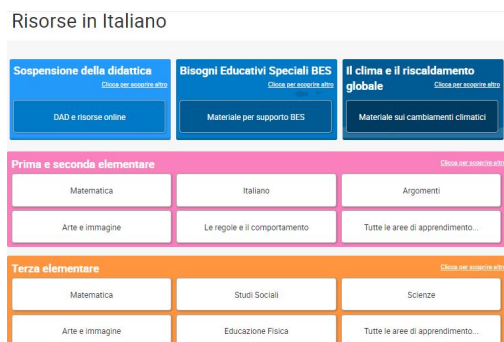 Risorse in Italiano
Sospensione della didattica
Clicca per scoprire altro
DAD e risorse online
Bisogni Educativi Speciali BES
Clicca per scoprire altro
Materiale per supporto BES
Il clima e il riscaldamento
globale
Clicca per scoprire altro
Materiale sui cambiamenti climatici
Prima e seconda elementare
Clicca per scoprire altro
Matematica
Italiano
Argomenti
Arte e immagine
Le regole e il comportamento
Tutte le aree di apprendimento...
Terza elementare
Clicca per scoprire altro
Matematica
Studi Sociali
Scienze
Arte e immagine
Educazione Fisica
Tutte le aree di apprendimento...